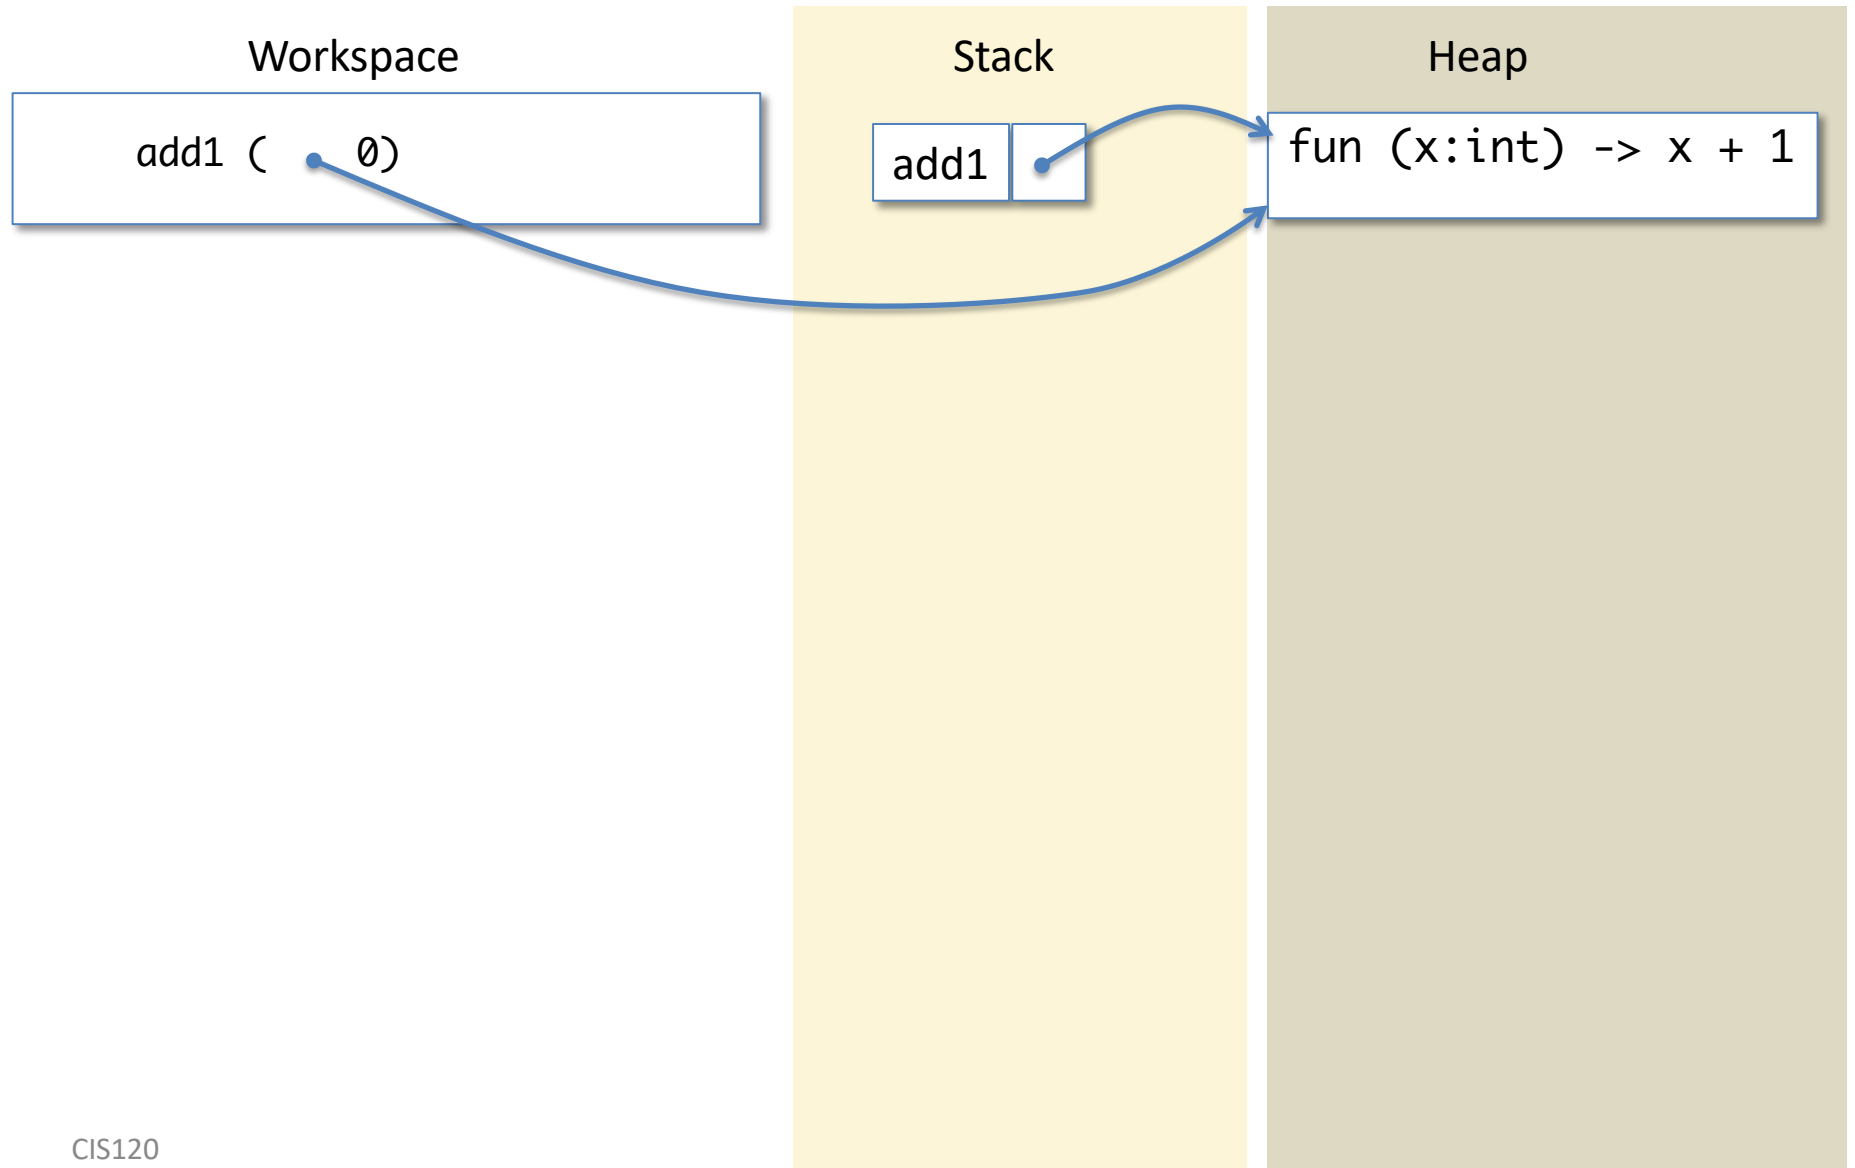 Workspace
Stack
Heap
add1 ( 0)
add1
fun (x:int) -> x + 1
CIS120